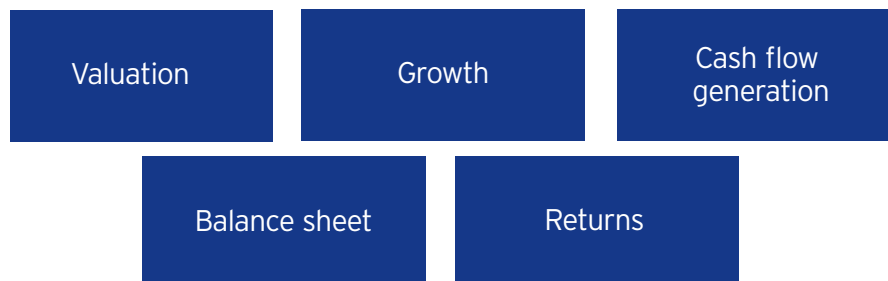 Valuation
Growth
Cash flow
generation
Balance sheet
Returns